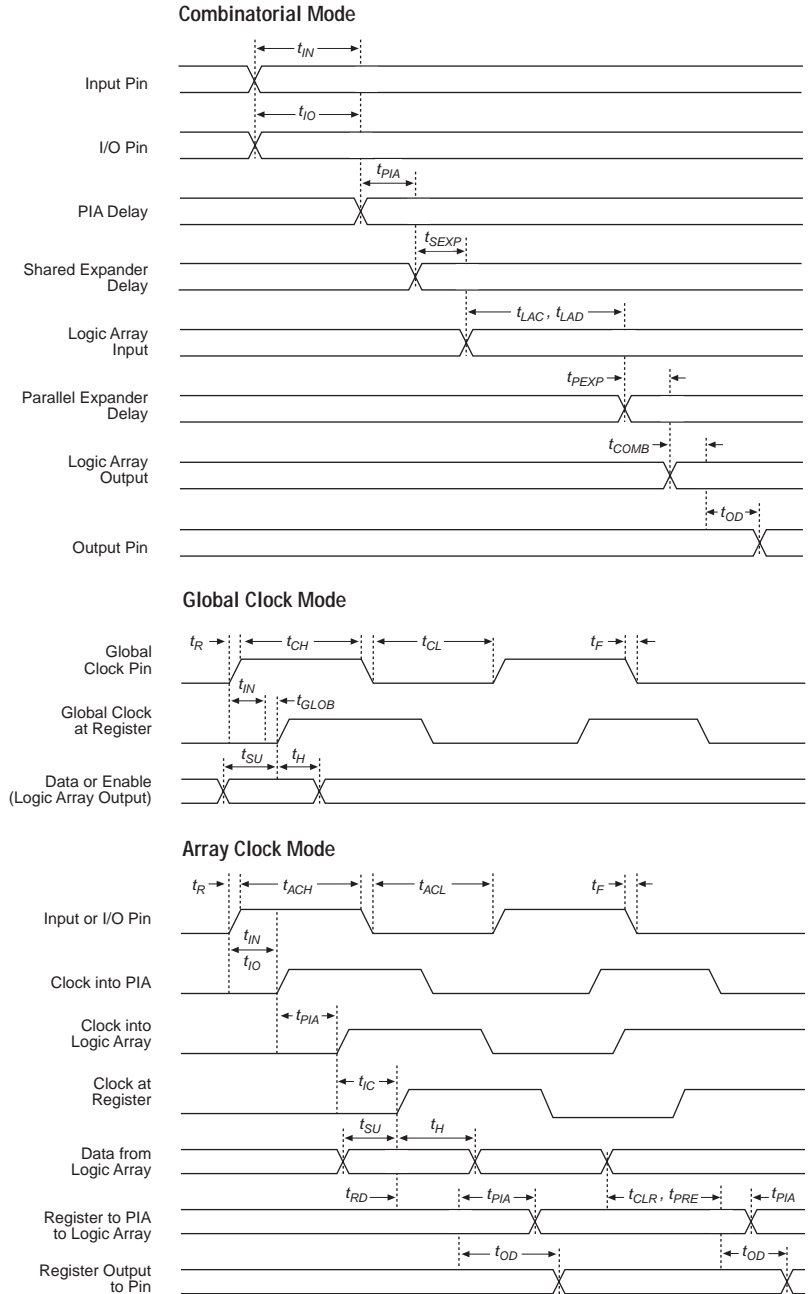 Combinatorial Mode
tIN
Input Pin
tIO
I/O Pin
tPIA
PIA Delay
tSEXP
Shared Expander
Delay
tLAC , tLAD
Logic Array
Input
tPEXP
Parallel Expander
Delay
tCOMB
Logic Array
Output
tOD
Output Pin
Global Clock Mode
tR
tCH
tCL
tF
Global
Clock Pin
tIN
tGLOB
Global Clock
at Register
tSU
tH
Data or Enable
(Logic Array Output)
Array Clock Mode
tR
tACH
tACL
tF
Input or I/O Pin
tIN
tIO
Clock into PIA
tPIA
Clock into
Logic Array
tIC
Clock at
Register
tSU
tH
Data from
Logic Array
tRD
tPIA
tCLR , tPRE
tPIA
Register to PIA
to Logic Array
tOD
tOD
Register Output
to Pin